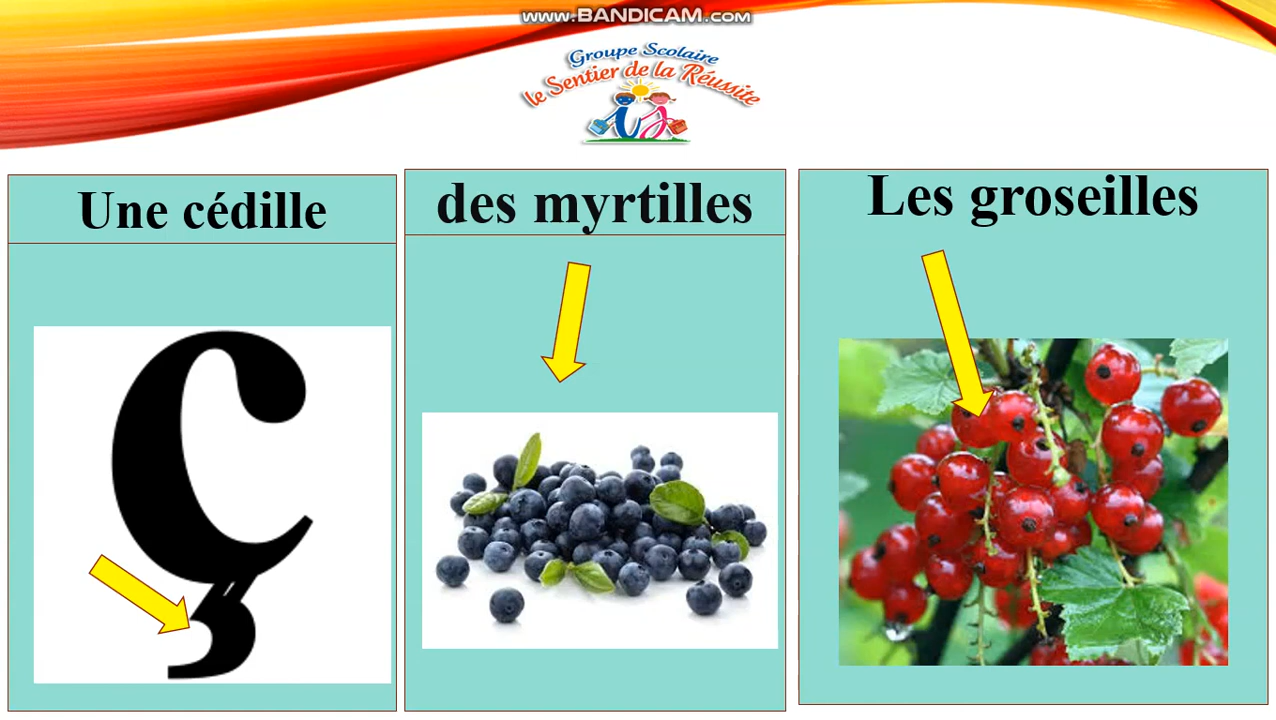 www.BANDICAM.com
Groupe Scolaire
le Sentier de la Réussite
Une cédille
des myrtilles
Les groseilles
ç